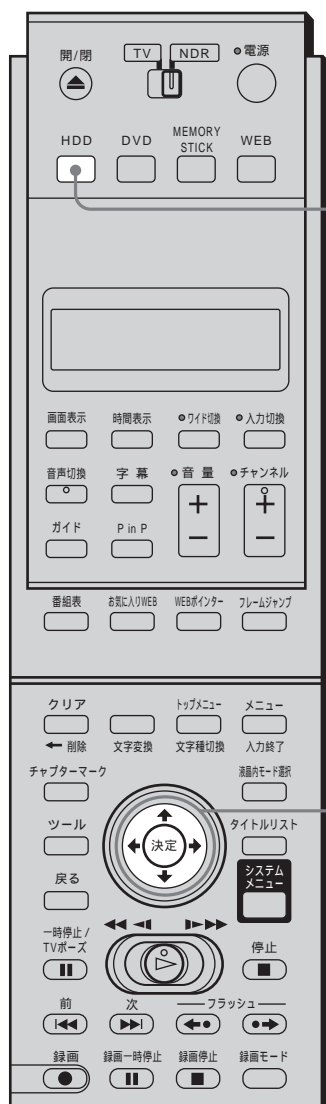 開/閉 TV NDR 電源
HDD DVD MEMORY STICK WEB
画面表示 時間表示 ワイド切換 入力切換
音声切換 字幕 音量 チャンネル
+ +
ガイド P in P
− −
番組表 お気に入りWEB WEBポインター フレームジャンプ
クリア トップメニュー メニュー
削除 文字変換 文字種切換 入力終了
チャプターマーク 液晶内モード選択
ツール 決定 タイトルリスト
戻る システムメニュー
一時停止/TVポーズ 停止
前 次 フラッシュ
録画 録画一時停止 録画停止 録画モード